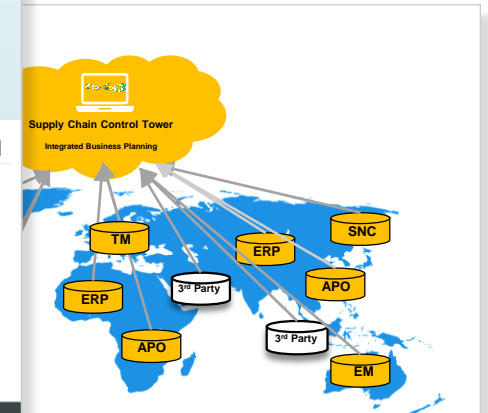 Supply Chain Control Tower
Integrated Business Planning
SNC
TM
ERP
APO
3rd Party
ERP
3rd Party
APO
EM